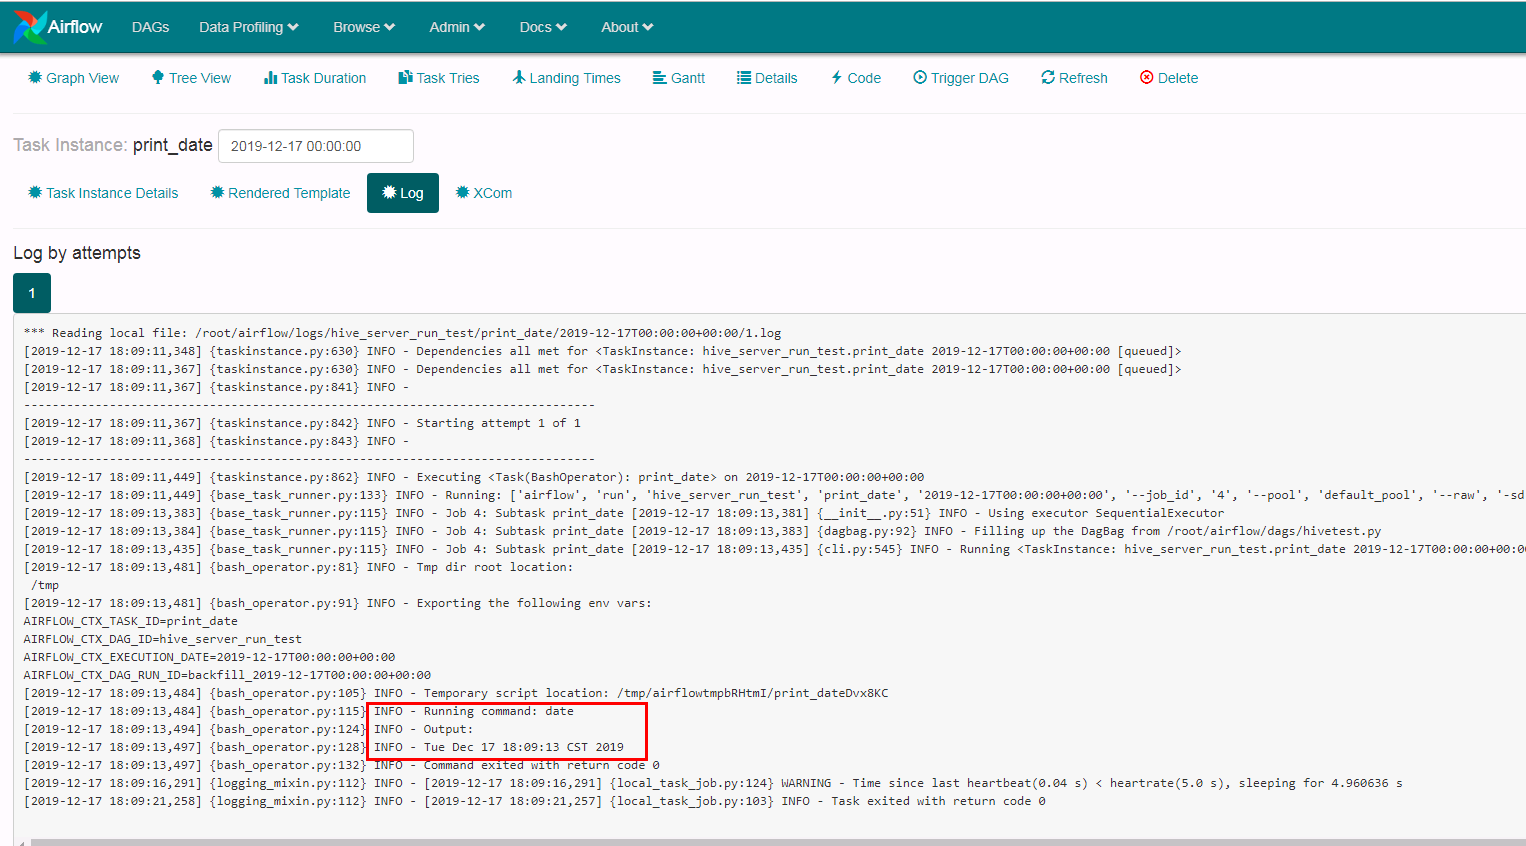 Airflow DAGs Data Profiling Browse Admin Docs About
Graph View Tree View Task Duration Task Tries Landing Times Gantt Details Code Trigger DAG Refresh Delete
Task Instance: print_date 2019-12-17 00:00:00
Task Instance Details Rendered Template Log XCom
Log by attempts
1
*** Reading local file: /root/airflow/logs/hive_server_run_test/print_date/2019-12-17T00:00:00+00:00/1.log
[2019-12-17 18:09:11,348] {taskinstance.py:630} INFO - Dependencies all met for <TaskInstance: hive_server_run_test.print_date 2019-12-17T00:00:00+00:00 [queued]>
[2019-12-17 18:09:11,367] {taskinstance.py:630} INFO - Dependencies all met for <TaskInstance: hive_server_run_test.print_date 2019-12-17T00:00:00+00:00 [queued]>
[2019-12-17 18:09:11,367] {taskinstance.py:841} INFO -
--------------------------------------------------------------------------------
[2019-12-17 18:09:11,367] {taskinstance.py:842} INFO - Starting attempt 1 of 1
[2019-12-17 18:09:11,368] {taskinstance.py:843} INFO -
--------------------------------------------------------------------------------
[2019-12-17 18:09:11,449] {taskinstance.py:862} INFO - Executing <Task(BashOperator): print_date> on 2019-12-17T00:00:00+00:00
[2019-12-17 18:09:11,449] {base_task_runner.py:133} INFO - Running: ['airflow', 'run', 'hive_server_run_test', 'print_date', '2019-12-17T00:00:00+00:00', '--job_id', '4', '--pool', 'default_pool', '--raw', '-sd
[2019-12-17 18:09:13,383] {base_task_runner.py:115} INFO - Job 4: Subtask print_date [2019-12-17 18:09:13,381] {__init__.py:51} INFO - Using executor SequentialExecutor
[2019-12-17 18:09:13,384] {base_task_runner.py:115} INFO - Job 4: Subtask print_date [2019-12-17 18:09:13,383] {dagbag.py:92} INFO - Filling up the DagBag from /root/airflow/dags/hivetest.py
[2019-12-17 18:09:13,435] {base_task_runner.py:115} INFO - Job 4: Subtask print_date [2019-12-17 18:09:13,435] {cli.py:545} INFO - Running <TaskInstance: hive_server_run_test.print_date 2019-12-17T00:00:00+00:00
[2019-12-17 18:09:13,481] {bash_operator.py:81} INFO - Tmp dir root location:
/tmp
[2019-12-17 18:09:13,481] {bash_operator.py:91} INFO - Exporting the following env vars:
AIRFLOW_CTX_TASK_ID=print_date
AIRFLOW_CTX_DAG_ID=hive_server_run_test
AIRFLOW_CTX_EXECUTION_DATE=2019-12-17T00:00:00+00:00
AIRFLOW_CTX_DAG_RUN_ID=backfill_2019-12-17T00:00:00+00:00
[2019-12-17 18:09:13,484] {bash_operator.py:105} INFO - Temporary script location: /tmp/airflowtmpbRHtmI/print_dateDvx8KC
[2019-12-17 18:09:13,484] {bash_operator.py:115} INFO - Running command: date
[2019-12-17 18:09:13,494] {bash_operator.py:124} INFO - Output:
[2019-12-17 18:09:13,497] {bash_operator.py:128} INFO - Tue Dec 17 18:09:13 CST 2019
[2019-12-17 18:09:13,497] {bash_operator.py:132} INFO - Command exited with return code 0
[2019-12-17 18:09:16,291] {logging_mixin.py:112} INFO - [2019-12-17 18:09:16,291] {local_task_job.py:124} WARNING - Time since last heartbeat(0.04 s) < heartrate(5.0 s), sleeping for 4.960636 s
[2019-12-17 18:09:21,258] {logging_mixin.py:112} INFO - [2019-12-17 18:09:21,257] {local_task_job.py:103} INFO - Task exited with return code 0